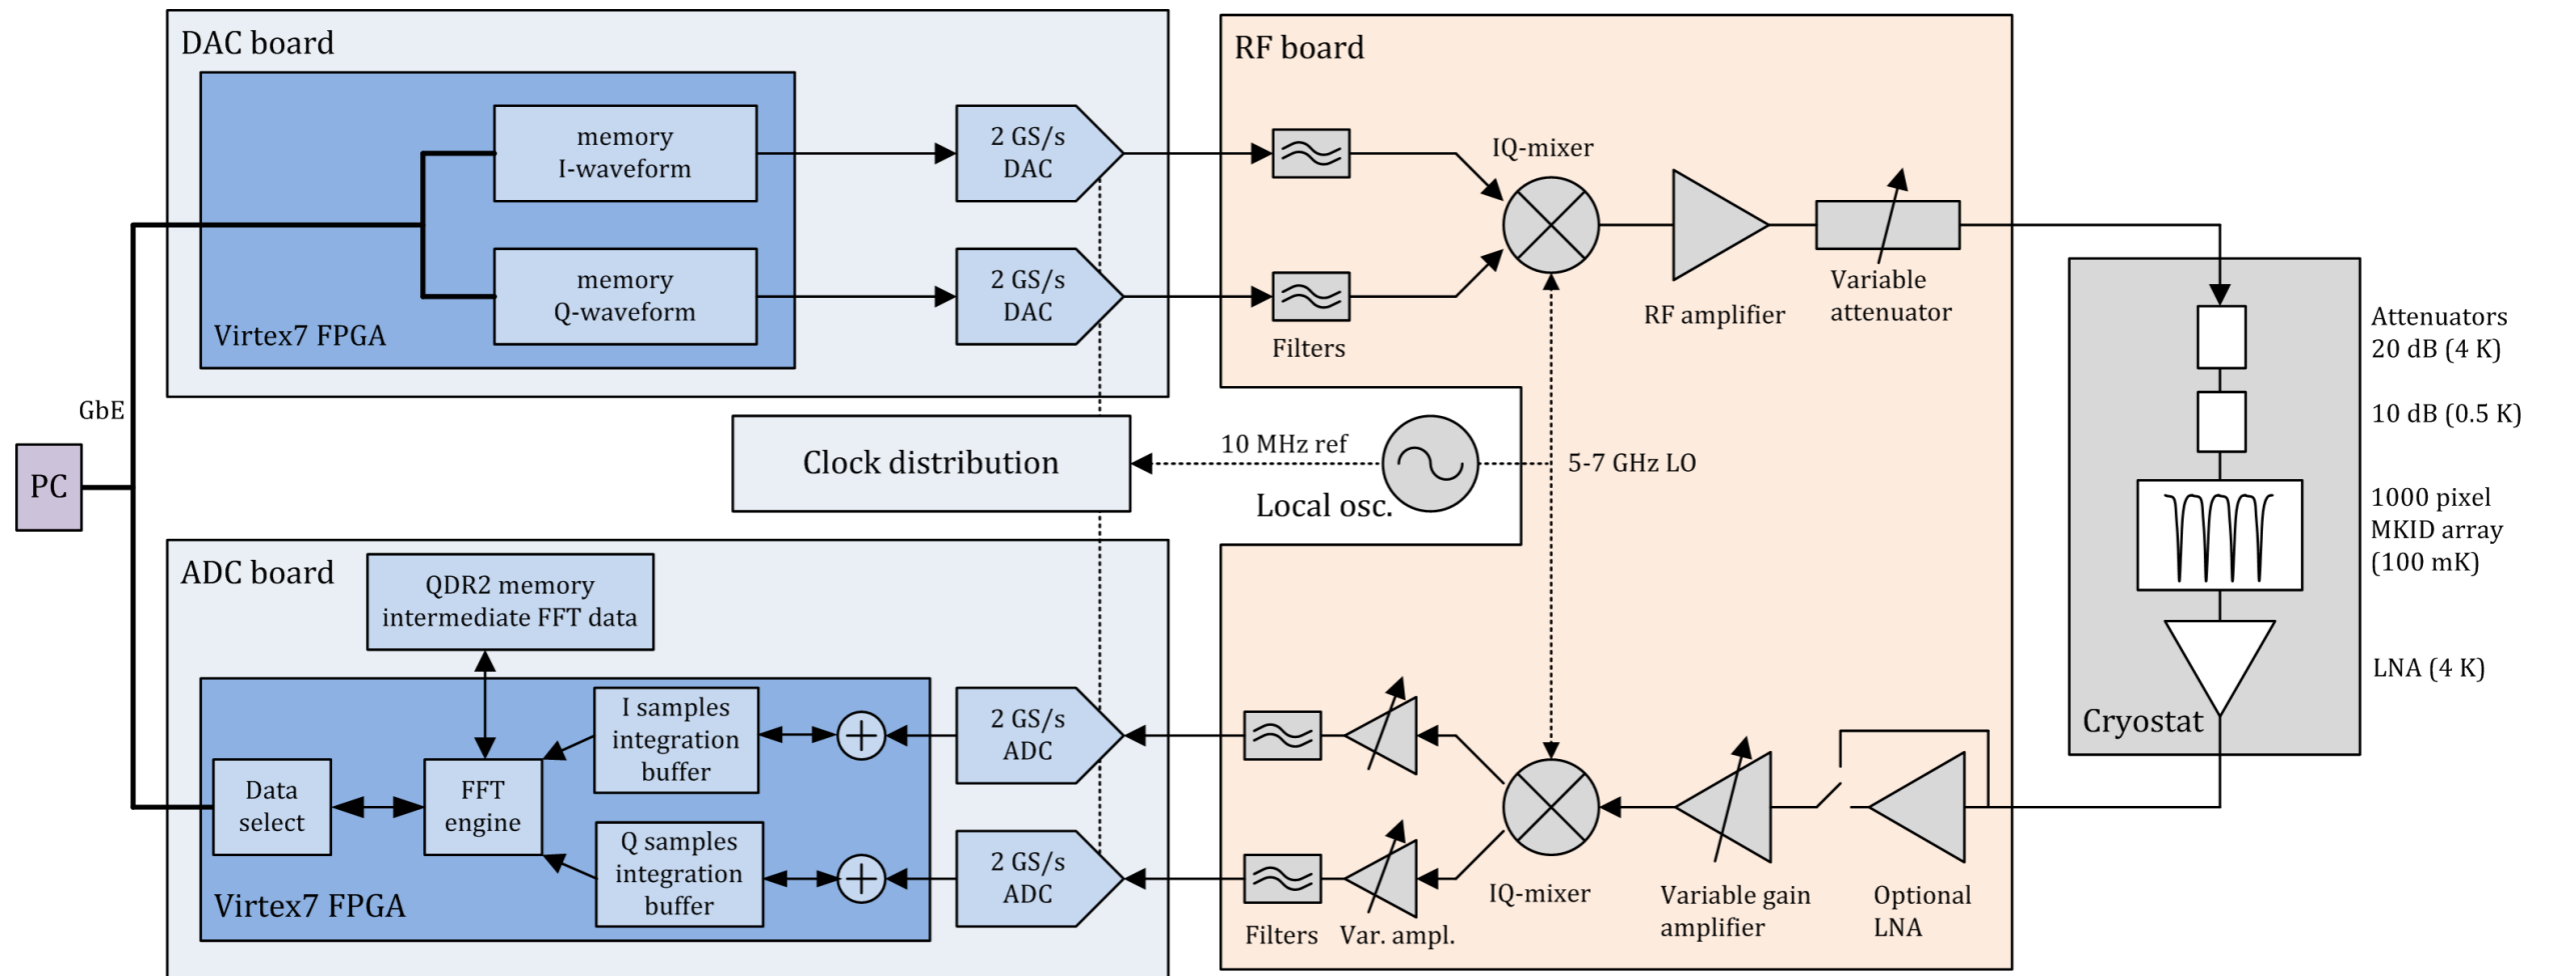 DAC board
memory
I-waveform
memory
Q-waveform
Virtex7 FPGA
2 GS/s
DAC
2 GS/s
DAC
RF board
Filters
IQ-mixer
RF amplifier
Variable
attenuator
Attenuators
20 dB (4 K)
10 dB (0.5 K)
1000 pixel
MKID array
(100 mK)
LNA (4 K)
Cryostat
GbE
PC
Clock distribution
10 MHz ref
Local osc.
5-7 GHz LO
ADC board
QDR2 memory
intermediate FFT data
I samples
integration
buffer
Data
select
FFT
engine
Q samples
integration
buffer
Virtex7 FPGA
2 GS/s
ADC
2 GS/s
ADC
Filters
Var. ampl.
IQ-mixer
Variable gain
amplifier
Optional
LNA